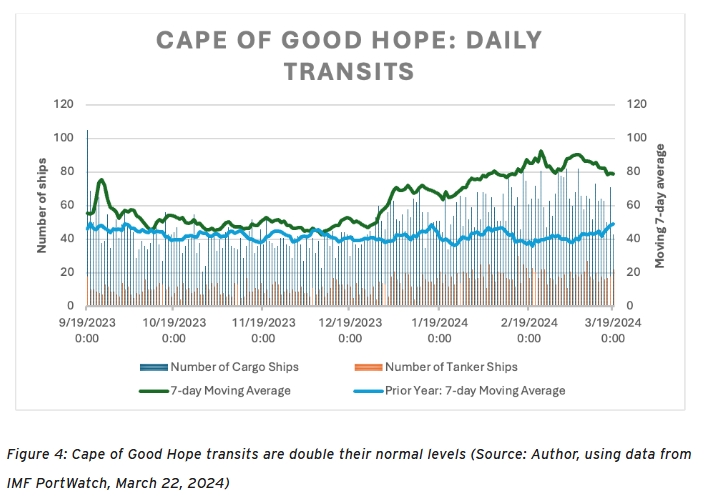 CAPE OF GOOD HOPE: DAILY
TRANSITS
120 120
100 100
80 80
60 60
40 40
20 20
0 0
Number of ships
Moving 7-day average
9/19/2023 10/19/2023 11/19/2023 12/19/2023 1/19/2024 2/19/2024 3/19/2024
0:00 0:00 0:00 0:00 0:00 0:00 0:00
Number of Cargo Ships Number of Tanker Ships
7-day Moving Average Prior Year: 7-day Moving Average
Figure 4: Cape of Good Hope transits are double their normal levels (Source: Author, using data from
IMF PortWatch, March 22, 2024)